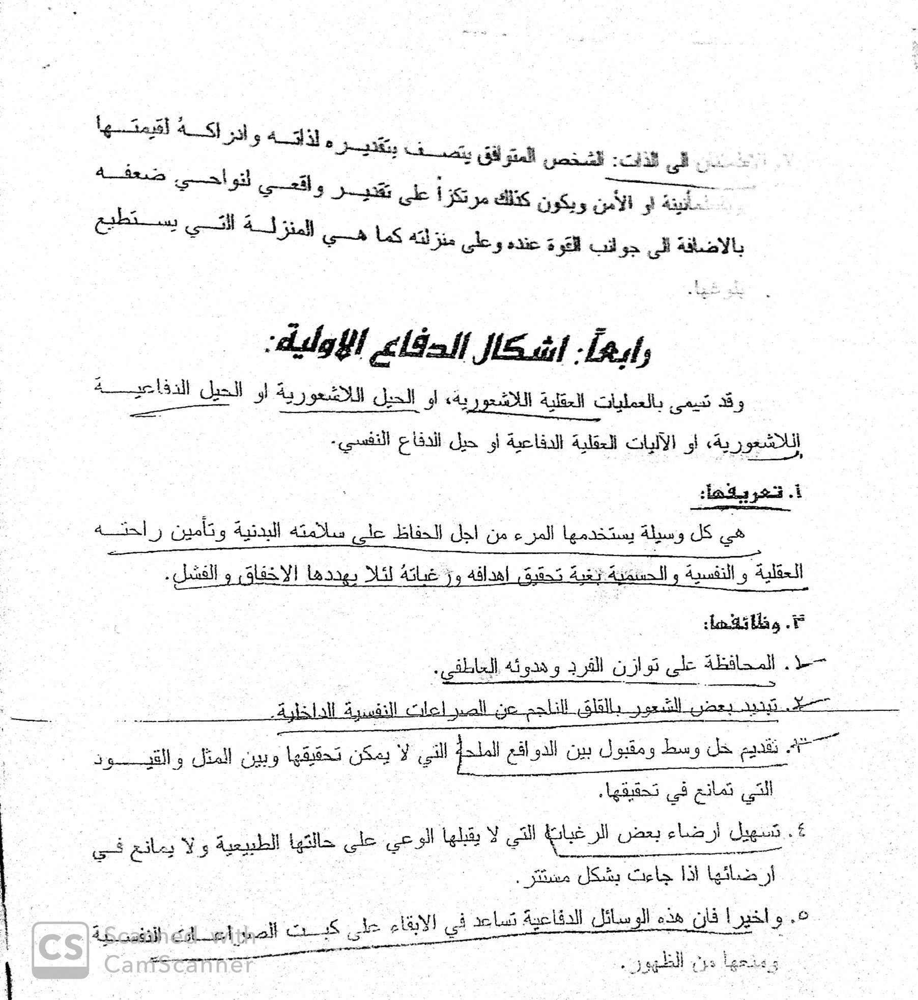 الى الذات: الشخص المتوافق يتصف بتقديره لذاته وادراكهُ لقيمتها
او الأمن ويكون كذلك مرتكزاً على تقدير واقعي لنواحي ضعفه
بالاضافة الى جوانب القوة عنده وعلى منزلته كما هي المنزلة التي يستطيع
رابعاً: اشكال الدفاع الاولية:
وقد تسمى بالعمليات العقلية اللاشعورية، او الحيل اللاشعورية او الحيل الدفاعية
اللاشعورية، او الآليات العقلية الدفاعية او حيل الدفاع النفسي.
١. تعريفها:
هي كل وسيلة يستخدمها المرء من اجل الحفاظ على سلامته البدنية وتأمين راحته
العقلية والنفسية والجسمية بغية تحقيق اهدافه ورغباتهُ لئلا يهددها الاخفاق والفشل.
٢. وظائفها:
١. المحافظة على توازن الفرد وهدوئه العاطفي.
٢. تبديد بعض الشعور بالقلق الناجم عن الصراعات النفسية الداخلية.
٣. تقديم حل وسط ومقبول بين الدوافع الملحة التي لا يمكن تحقيقها وبين المثل والقيود
التي تمانع في تحقيقها.
٤. تسهيل ارضاء بعض الرغبات التي لا يقبلها الوعي على حالتها الطبيعية ولا يمانع في
ارضائها اذا جاءت بشكل مستتر.
٥. واخيرا فان هذه الوسائل الدفاعية تساعد في الابقاء على كبت الصراعات النفسية
ومنعها من الظهور.
CS Scanned with
CamScanner